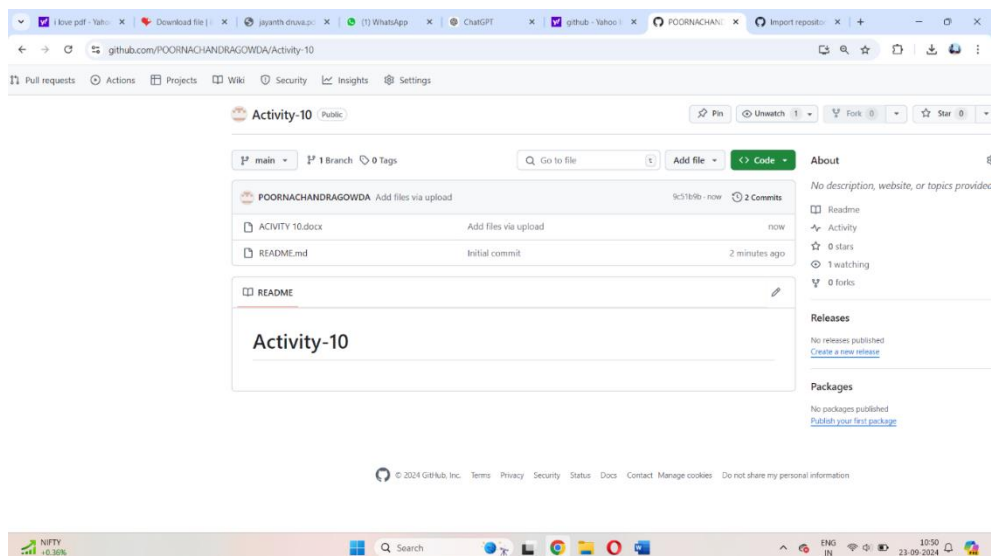 i love pdf - Yaho
Download file | i
jayanth druva.pd
(1) WhatsApp
ChatGPT
github - Yahoo I
POORNACHAND
Import repositor
github.com/POORNACHANDRAGOWDA/Activity-10
Pull requests Actions Projects Wiki Security Insights Settings
Activity-10 Public
Pin Unwatch 1 Fork 0 Star 0
main 1 Branch 0 Tags
Go to file t Add file Code
POORNACHANDRAGOWDA Add files via upload
9c51b9b · now 2 Commits
ACIVITY 10.docx Add files via upload now
README.md Initial commit 2 minutes ago
README
Activity-10
About
No description, website, or topics provided
Readme
Activity
0 stars
1 watching
0 forks
Releases
No releases published
Create a new release
Packages
No packages published
Publish your first package
© 2024 GitHub, Inc. Terms Privacy Security Status Docs Contact Manage cookies Do not share my personal information
NIFTY
+0.36%
Search
ENG
IN
10:50
23-09-2024